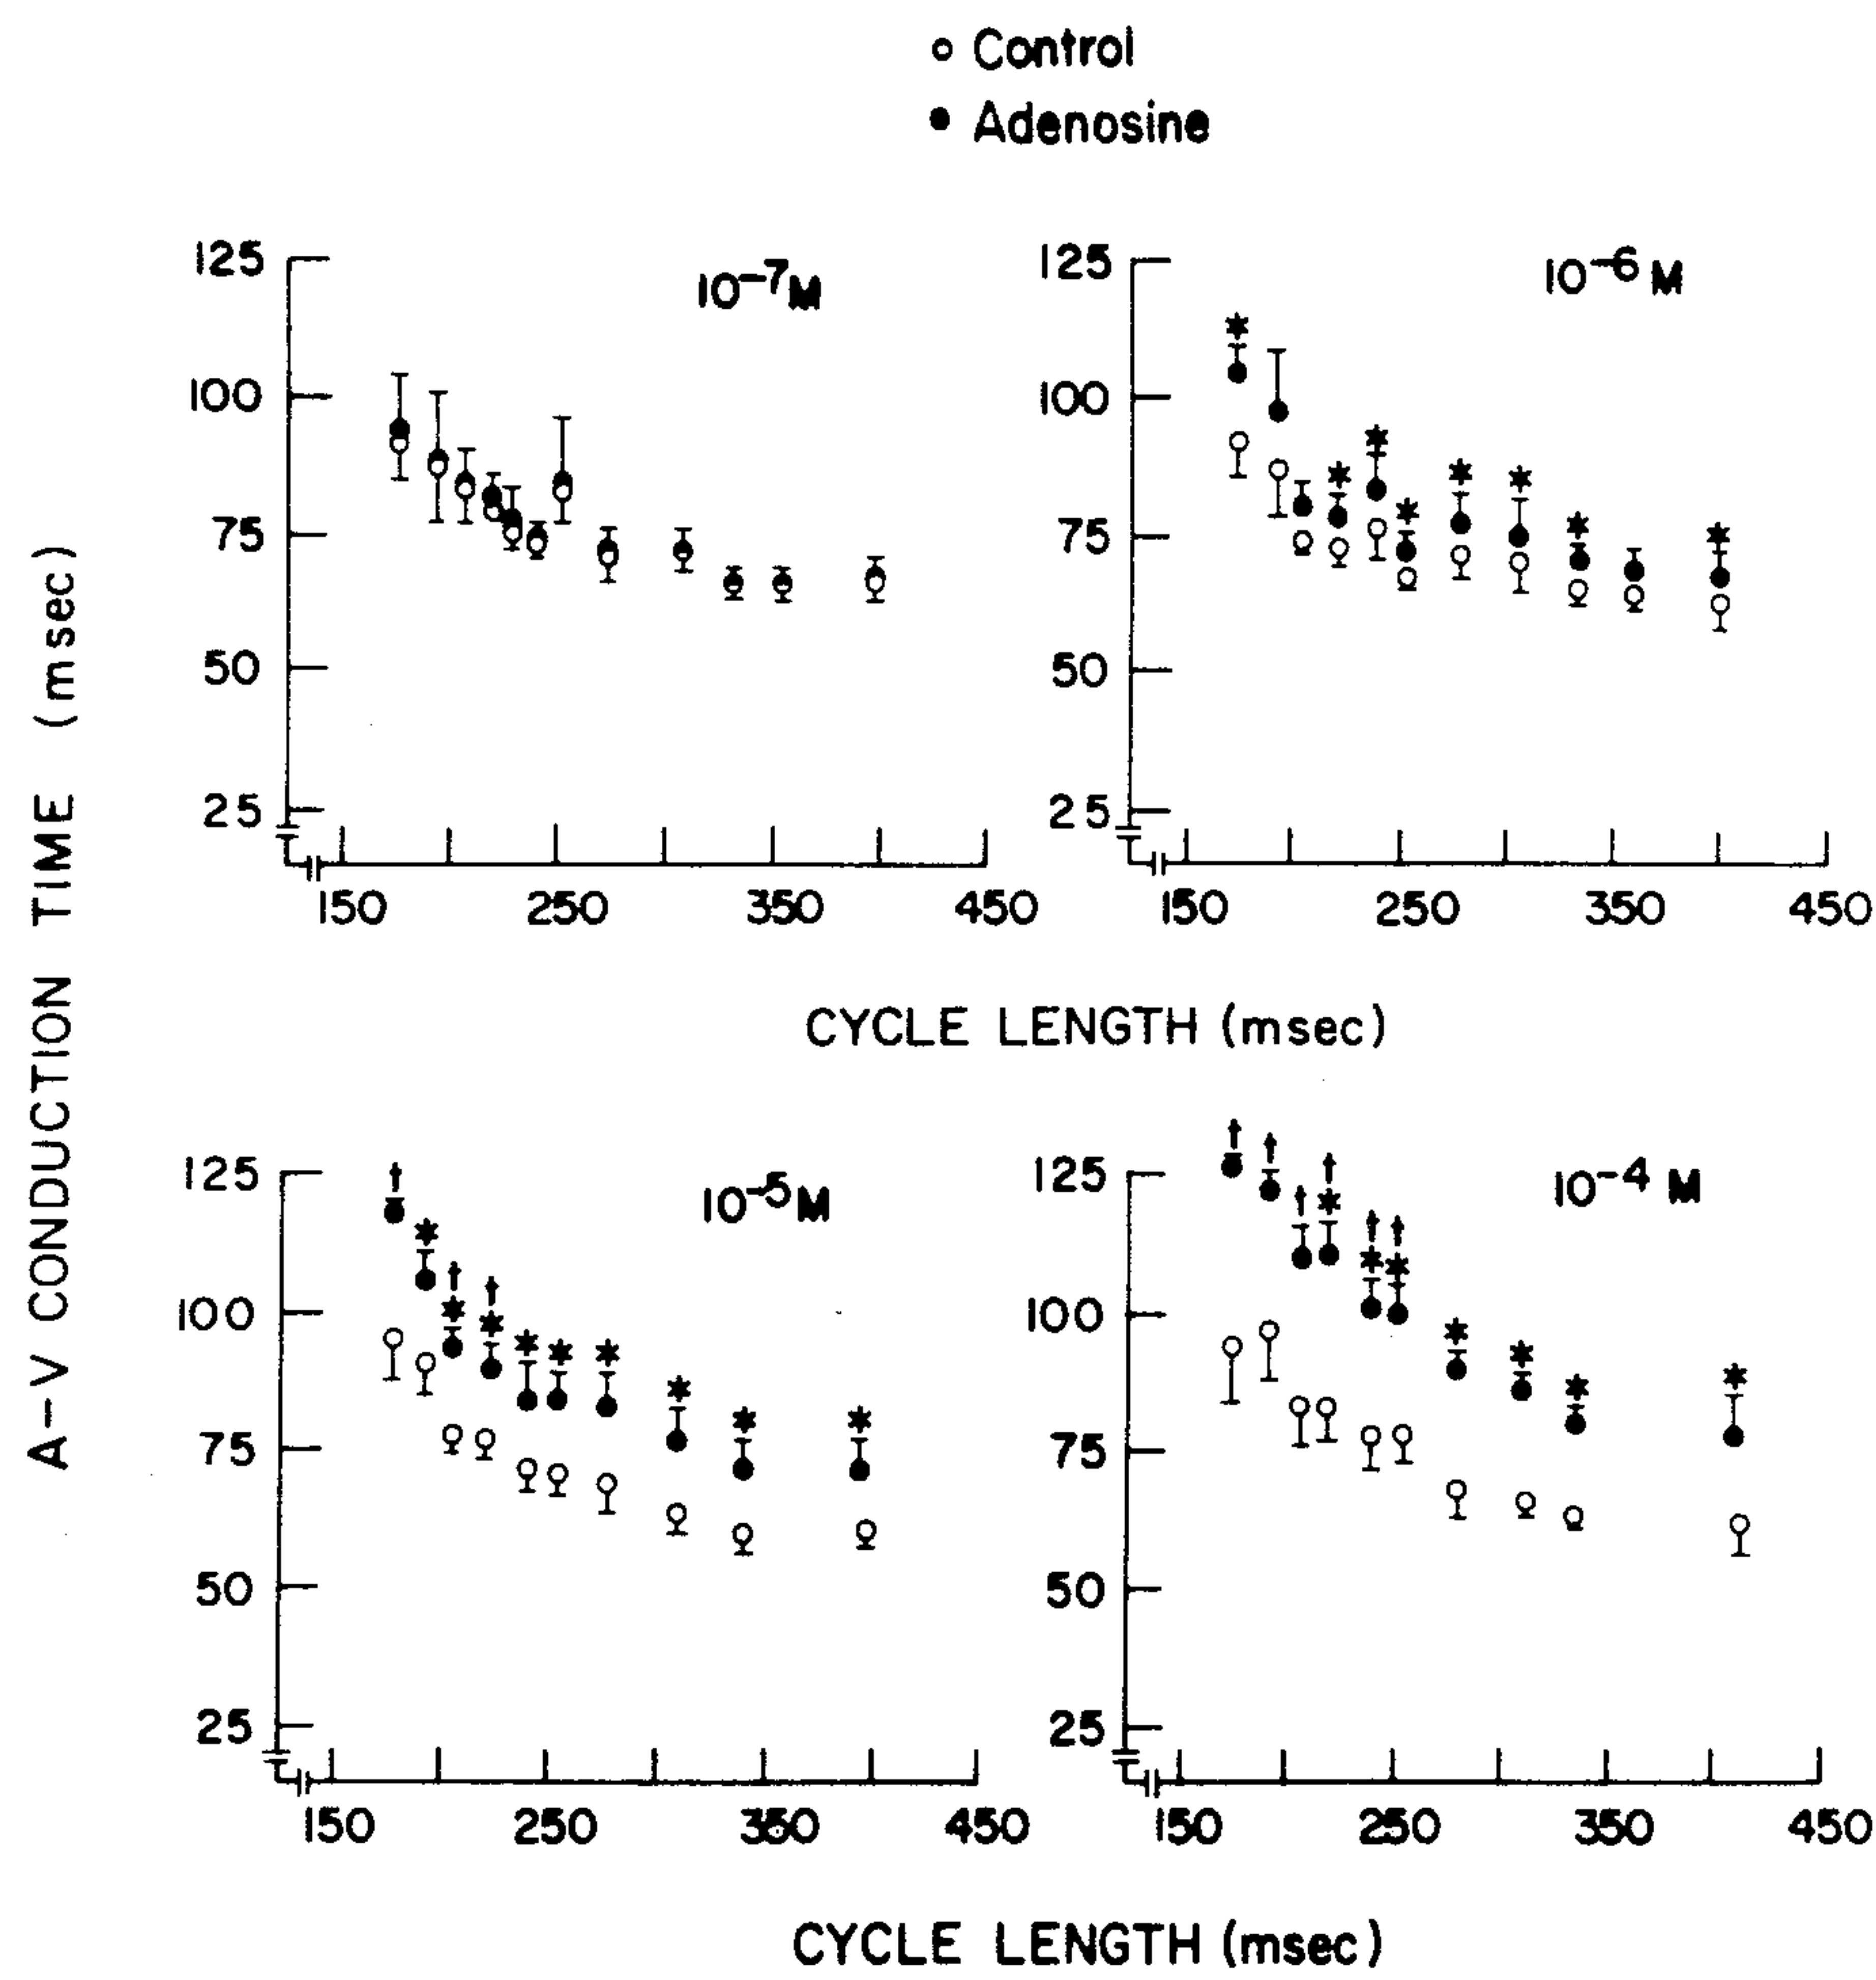 o Control
● Adenosine
10⁻⁷M
125
100
75
50
25
150 250 350 450
10⁻⁶M
125
100
75
50
25
150 250 350 450
A-V CONDUCTION TIME (msec)
CYCLE LENGTH (msec)
10⁻⁵M
125
100
75
50
25
150 250 350 450
10⁻⁴ M
125
100
75
50
25
150 250 350 450
CYCLE LENGTH (msec)